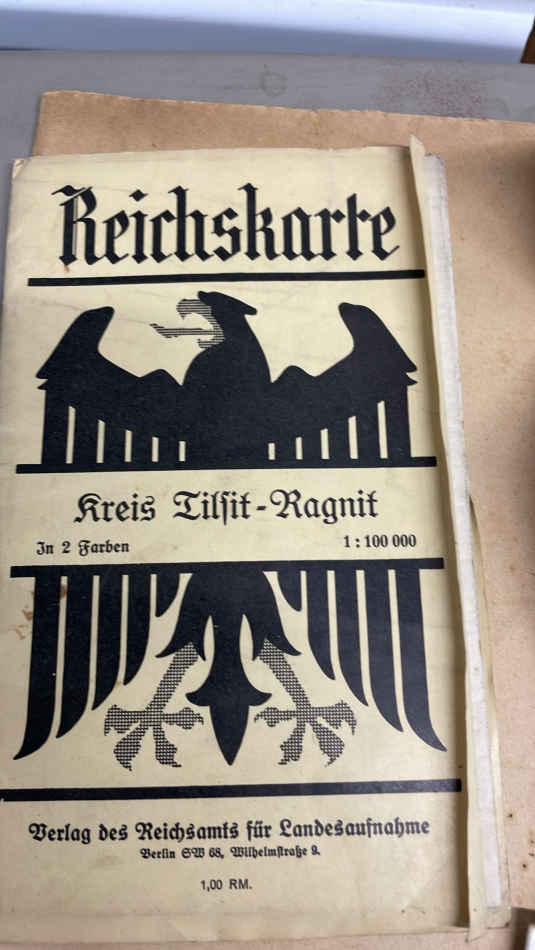 Reichskarte
Kreis Tilſit-Ragnit
In 2 Farben
1:100 000
Verlag des Reichsamts für Landesaufnahme
Berlin SW 68, Wilhelmſtraße 9.
1,00 RM.